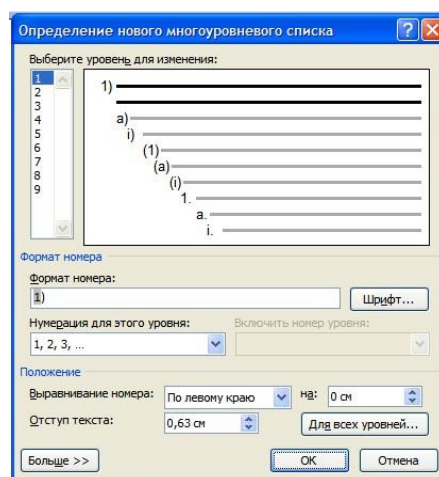 Определение нового многоуровневого списка
Выберите уровень для изменения:
1
2
3
4
5
6
7
8
9
1)
a)
i)
(1)
(a)
(i)
1.
a.
i.
Формат номера
Формат номера:
1)
Шрифт...
Нумерация для этого уровня:
Включить номер уровня:
1, 2, 3, ...
Положение
Выравнивание номера:
По левому краю
на:
0 см
Отступ текста:
0,63 см
Для всех уровней...
Больше >>
ОК
Отмена